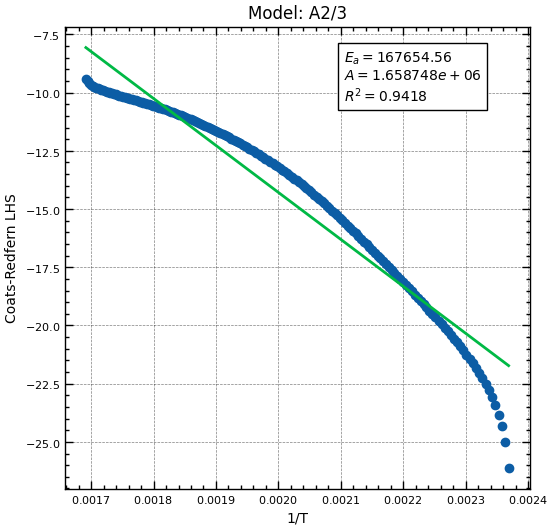 Model: A2/3
Eₐ = 167654.56
A = 1.658748e + 06
R² = 0.9418
Coats-Redfern LHS
−7.5
−10.0
−12.5
−15.0
−17.5
−20.0
−22.5
−25.0
0.0017 0.0018 0.0019 0.0020 0.0021 0.0022 0.0023 0.0024
1/T